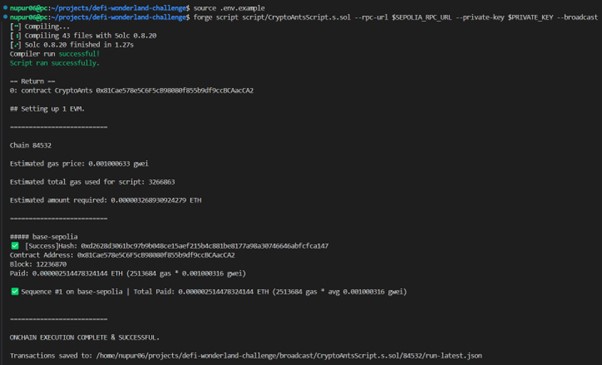 nupur06@pc:~/projects/defi-wonderland-challenge$ source .env.example
nupur06@pc:~/projects/defi-wonderland-challenge$ forge script script/CryptoAntsScript.s.sol --rpc-url $SEPOLIA_RPC_URL --private-key $PRIVATE_KEY --broadcast
[⠒] Compiling...
[⠆] Compiling 43 files with Solc 0.8.20
[⠰] Solc 0.8.20 finished in 1.27s
Compiler run successful!
Script ran successfully.
== Return ==
0: contract CryptoAnts 0x81Cae578e5C6F5cB98080f855b9df9ccBCAacCA2
## Setting up 1 EVM.
==========================
Chain 84532
Estimated gas price: 0.001000633 gwei
Estimated total gas used for script: 3266863
Estimated amount required: 0.000003268930924279 ETH
==========================
##### base-sepolia
✅ [Success]Hash: 0xd2628d3061bc97b9b048ce15aef215b4c881be8177a98a30746646abfcfca147
Contract Address: 0x81Cae578e5C6F5cB98080f855b9df9ccBCAacCA2
Block: 12236870
Paid: 0.000002514478324144 ETH (2513684 gas * 0.001000316 gwei)
✅ Sequence #1 on base-sepolia | Total Paid: 0.000002514478324144 ETH (2513684 gas * avg 0.001000316 gwei)
==========================
ONCHAIN EXECUTION COMPLETE & SUCCESSFUL.
Transactions saved to: /home/nupur06/projects/defi-wonderland-challenge/broadcast/CryptoAntsScript.s.sol/84532/run-latest.json